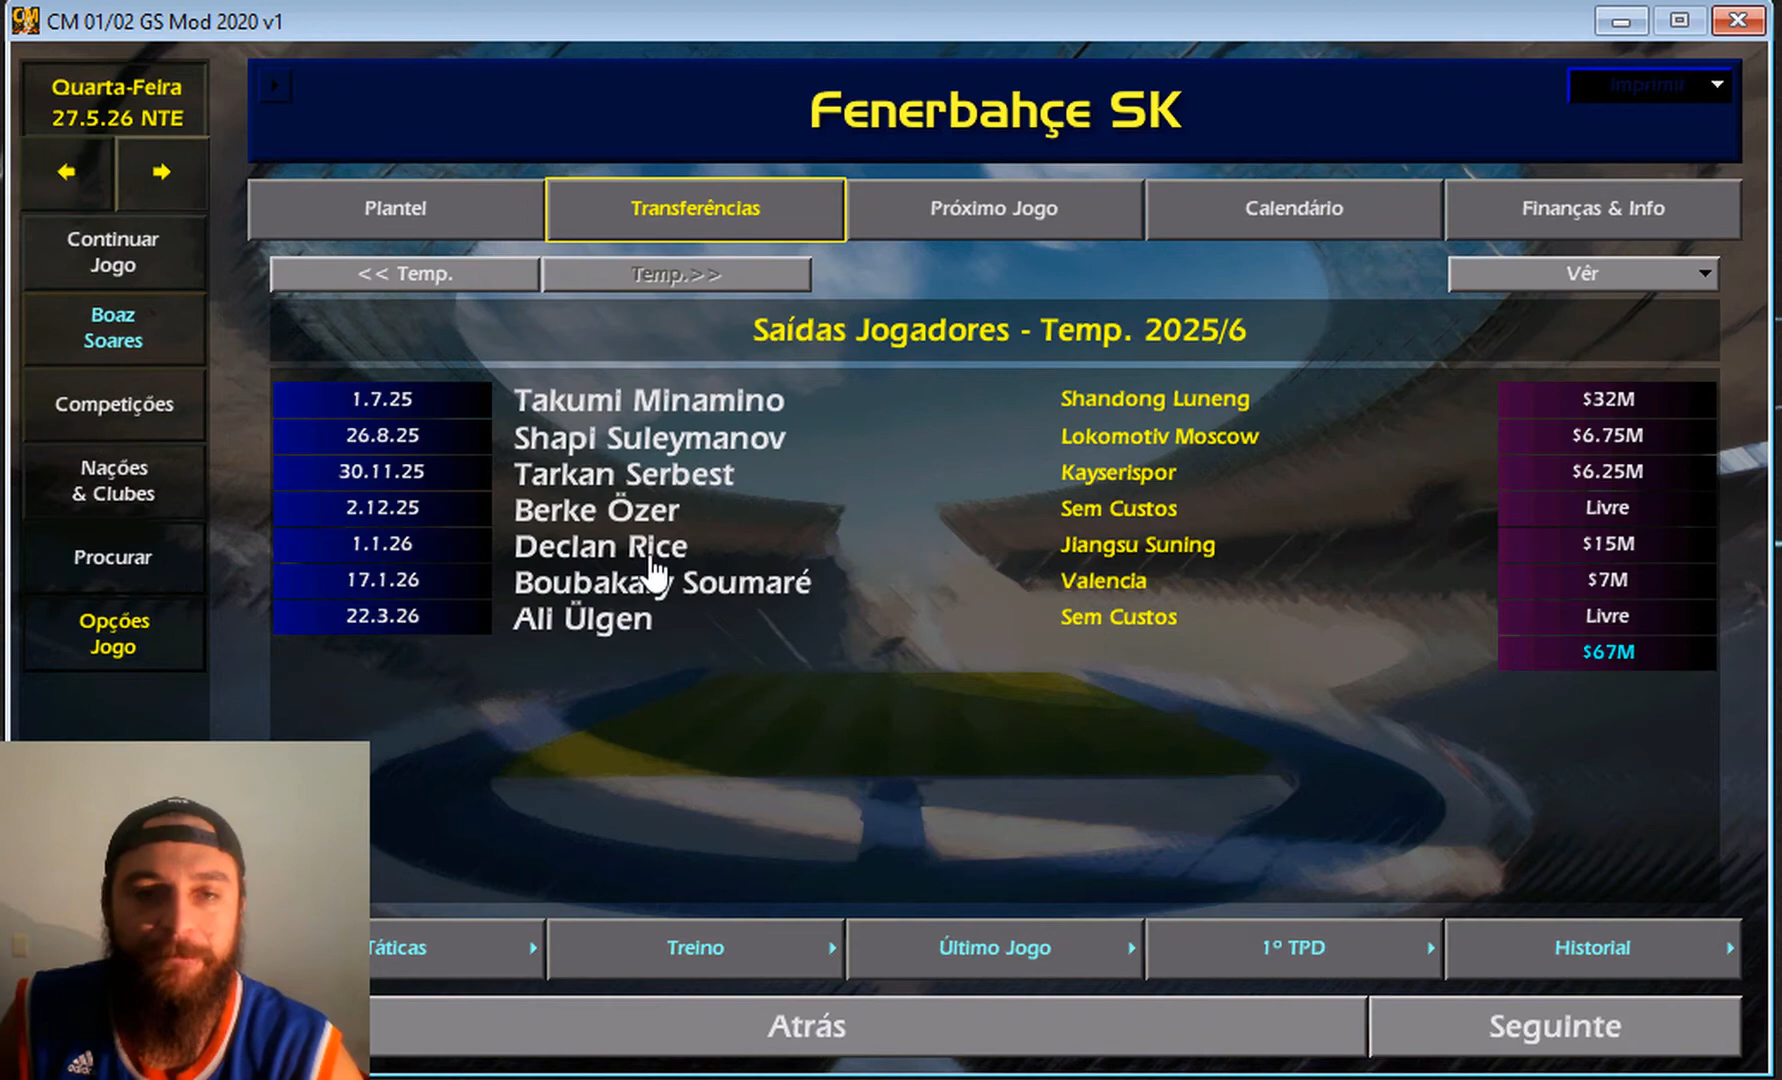 CM 01/02 GS Mod 2020 v1
Quarta-Feira
27.5.26 NTE
Fenerbahçe SK
Imprimir
Plantel
Transferências
Próximo Jogo
Calendário
Finanças & Info
Continuar
Jogo
<< Temp.
Temp.>>
Vêr
Boaz
Soares
Saídas Jogadores - Temp. 2025/6
Competições
Nações
& Clubes
Procurar
Opções
Jogo
1.7.25 Takumi Minamino Shandong Luneng $32M
26.8.25 Shapi Suleymanov Lokomotiv Moscow $6.75M
30.11.25 Tarkan Serbest Kayserispor $6.25M
2.12.25 Berke Özer Sem Custos Livre
1.1.26 Declan Rice Jiangsu Suning $15M
17.1.26 Boubakary Soumaré Valencia $7M
22.3.26 Ali Ülgen Sem Custos Livre
$67M
Táticas
Treino
Último Jogo
1º TPD
Historial
Atrás
Seguinte